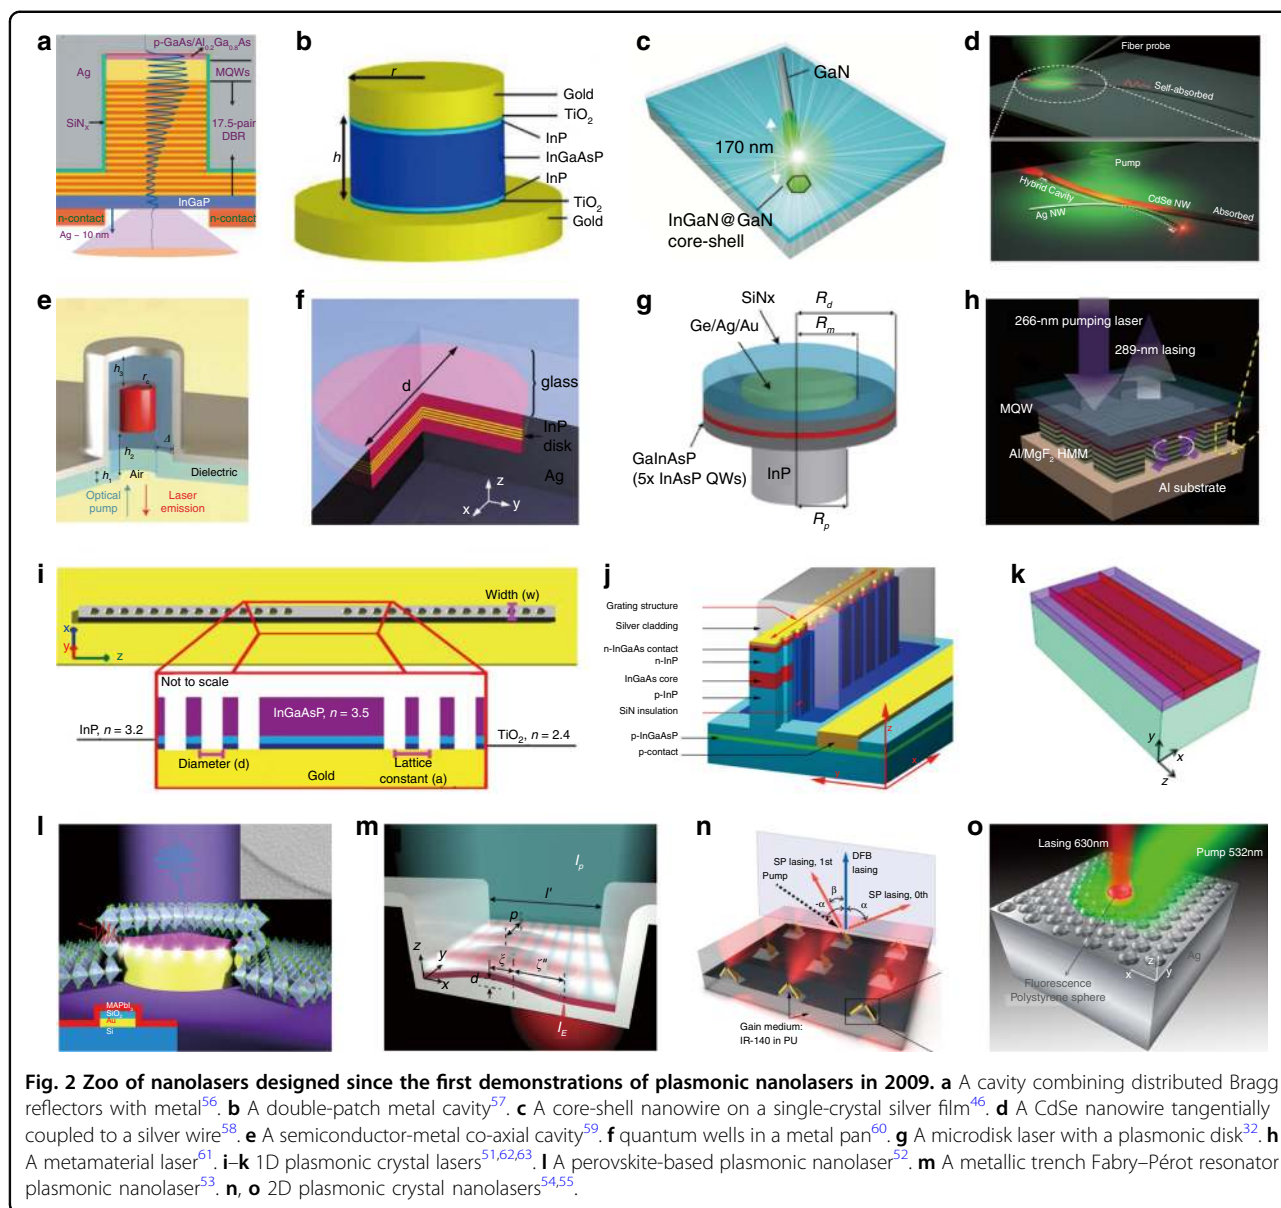 a
p-GaAs/Al0.2Ga0.8As
Ag
MQWs
SiNx
17.5-pair
DBR
InGaP
n-contact
n-contact
Ag ~ 10 nm
b
r
h
Gold
TiO2
InP
InGaAsP
InP
TiO2
Gold
c
GaN
170 nm
InGaN@GaN
core-shell
d
Fiber probe
Self-absorbed
Pump
Hybrid Cavity
CdSe NW
Ag NW
Absorbed
e
h3
rc
h2
Δ
h1
Air
Dielectric
Optical
pump
Laser
emission
f
d
glass
InP
disk
Ag
z
x
y
g
SiNx
Rd
Ge/Ag/Au
Rm
GaInAsP
(5x InAsP QWs)
InP
Rp
h
266-nm pumping laser
289-nm lasing
MQW
Al/MgF2 HMM
Al substrate
i
Width (w)
x
y
z
Not to scale
InGaAsP, n = 3.5
InP, n = 3.2
TiO2, n = 2.4
Diameter (d)
Lattice
constant (a)
Gold
j
Grating structure
Silver cladding
n-InGaAs contact
n-InP
InGaAs core
p-InP
SiN insulation
p-InGaAsP
p-contact
z
x
k
y
x
z
l
MAPbI3
SiO2
Au
Si
m
Ip
l'
p
z
y
x
ξ
ζ"
d
IE
n
SP lasing, 1st
DFB
lasing
Pump
SP lasing, 0th
β
-α
α
Gain medium:
IR-140 in PU
o
Lasing 630nm
Pump 532nm
Ag
z
x
y
Fluorescence
Polystyrene sphere
Fig. 2 Zoo of nanolasers designed since the first demonstrations of plasmonic nanolasers in 2009. a A cavity combining distributed Bragg
reflectors with metal56. b A double-patch metal cavity57. c A core-shell nanowire on a single-crystal silver film46. d A CdSe nanowire tangentially
coupled to a silver wire58. e A semiconductor-metal co-axial cavity59. f quantum wells in a metal pan60. g A microdisk laser with a plasmonic disk32. h
A metamaterial laser61. i–k 1D plasmonic crystal lasers51,62,63. l A perovskite-based plasmonic nanolaser52. m A metallic trench Fabry–Pérot resonator
plasmonic nanolaser53. n, o 2D plasmonic crystal nanolasers54,55.